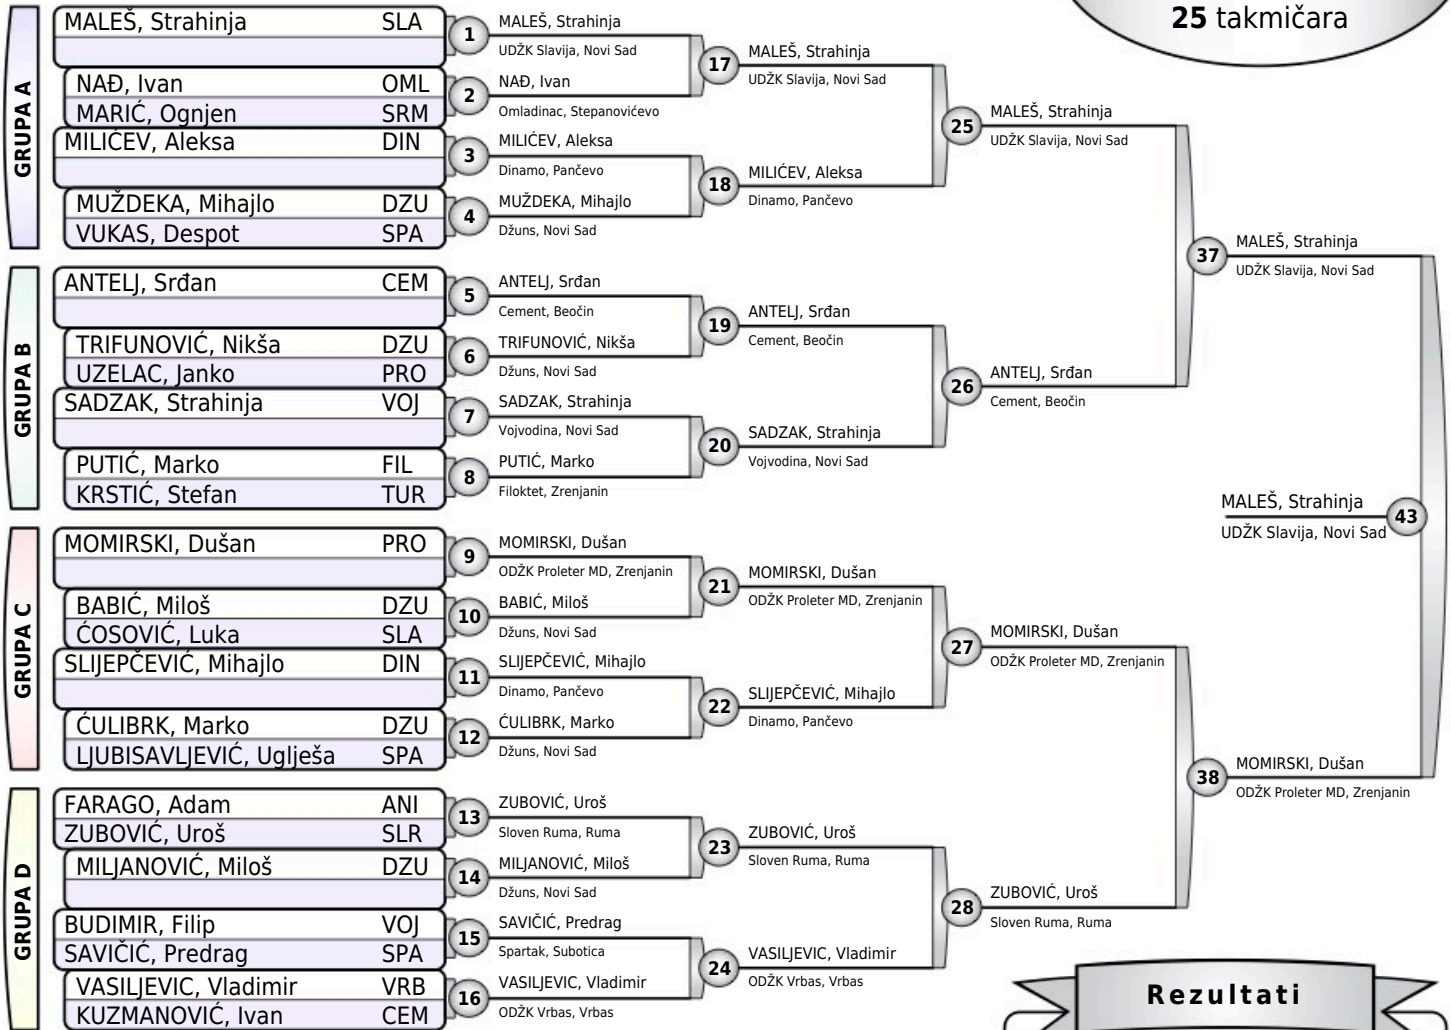 25 takmičara
GRUPA A
MALEŠ, Strahinja SLA
NAĐ, Ivan OML
MARIĆ, Ognjen SRM
MILIĆEV, Aleksa DIN
MUŽDEKA, Mihajlo DZU
VUKAS, Despot SPA
GRUPA B
ANTELJ, Srđan CEM
TRIFUNOVIĆ, Nikša DZU
UZELAC, Janko PRO
SADZAK, Strahinja VOJ
PUTIĆ, Marko FIL
KRSTIĆ, Stefan TUR
GRUPA C
MOMIRSKI, Dušan PRO
BABIĆ, Miloš DZU
ĆOSOVIĆ, Luka SLA
SLIJEPČEVIĆ, Mihajlo DIN
ĆULIBRK, Marko DZU
LJUBISAVLJEVIĆ, Uglješa SPA
GRUPA D
FARAGO, Adam ANI
ZUBOVIĆ, Uroš SLR
MILJANOVIĆ, Miloš DZU
BUDIMIR, Filip VOJ
SAVIČIĆ, Predrag SPA
VASILJEVIC, Vladimir VRB
KUZMANOVIĆ, Ivan CEM
1 MALEŠ, Strahinja
UDŽK Slavija, Novi Sad
2 NAĐ, Ivan
Omladinac, Stepanovićevo
3 MILIĆEV, Aleksa
Dinamo, Pančevo
4 MUŽDEKA, Mihajlo
Džuns, Novi Sad
5 ANTELJ, Srđan
Cement, Beočin
6 TRIFUNOVIĆ, Nikša
Džuns, Novi Sad
7 SADZAK, Strahinja
Vojvodina, Novi Sad
8 PUTIĆ, Marko
Filoktet, Zrenjanin
9 MOMIRSKI, Dušan
ODŽK Proleter MD, Zrenjanin
10 BABIĆ, Miloš
Džuns, Novi Sad
11 SLIJEPČEVIĆ, Mihajlo
Dinamo, Pančevo
12 ĆULIBRK, Marko
Džuns, Novi Sad
13 ZUBOVIĆ, Uroš
Sloven Ruma, Ruma
14 MILJANOVIĆ, Miloš
Džuns, Novi Sad
15 SAVIČIĆ, Predrag
Spartak, Subotica
16 VASILJEVIC, Vladimir
ODŽK Vrbas, Vrbas
17 MALEŠ, Strahinja
UDŽK Slavija, Novi Sad
18 MILIĆEV, Aleksa
Dinamo, Pančevo
19 ANTELJ, Srđan
Cement, Beočin
20 SADZAK, Strahinja
Vojvodina, Novi Sad
21 MOMIRSKI, Dušan
ODŽK Proleter MD, Zrenjanin
22 SLIJEPČEVIĆ, Mihajlo
Dinamo, Pančevo
23 ZUBOVIĆ, Uroš
Sloven Ruma, Ruma
24 VASILJEVIC, Vladimir
ODŽK Vrbas, Vrbas
25 MALEŠ, Strahinja
UDŽK Slavija, Novi Sad
26 ANTELJ, Srđan
Cement, Beočin
27 MOMIRSKI, Dušan
ODŽK Proleter MD, Zrenjanin
28 ZUBOVIĆ, Uroš
Sloven Ruma, Ruma
37 MALEŠ, Strahinja
UDŽK Slavija, Novi Sad
38 MOMIRSKI, Dušan
ODŽK Proleter MD, Zrenjanin
MALEŠ, Strahinja 43
UDŽK Slavija, Novi Sad
Rezultati